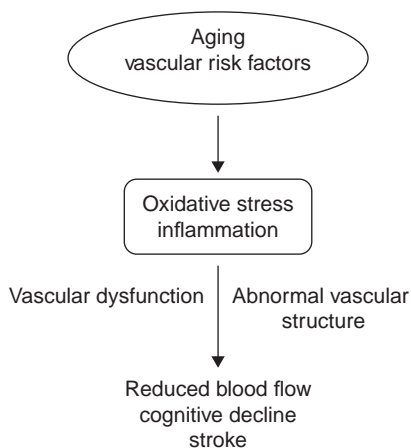 Aging
vascular risk factors
Oxidative stress
inflammation
Vascular dysfunction
Abnormal vascular
structure
Reduced blood flow
cognitive decline
stroke